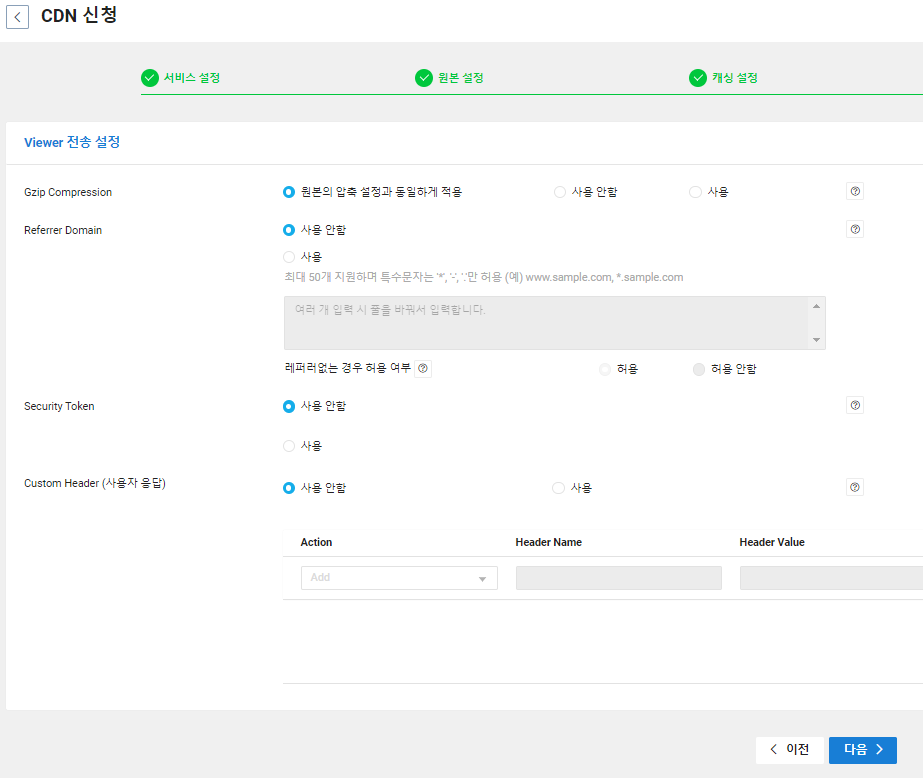 CDN 신청
서비스 설정 원본 설정 캐싱 설정
Viewer 전송 설정
Gzip Compression 원본의 압축 설정과 동일하게 적용 사용 안함 사용
Referrer Domain 사용 안함
사용
최대 50개 지원하며 특수문자는 '*', '-', '.'만 허용 (예) www.sample.com, *.sample.com
여러 개 입력 시 줄을 바꿔서 입력합니다.
레퍼러없는 경우 허용 여부 허용 허용 안함
Security Token 사용 안함
사용
Custom Header (사용자 응답) 사용 안함 사용
Action Header Name Header Value
Add
이전 다음